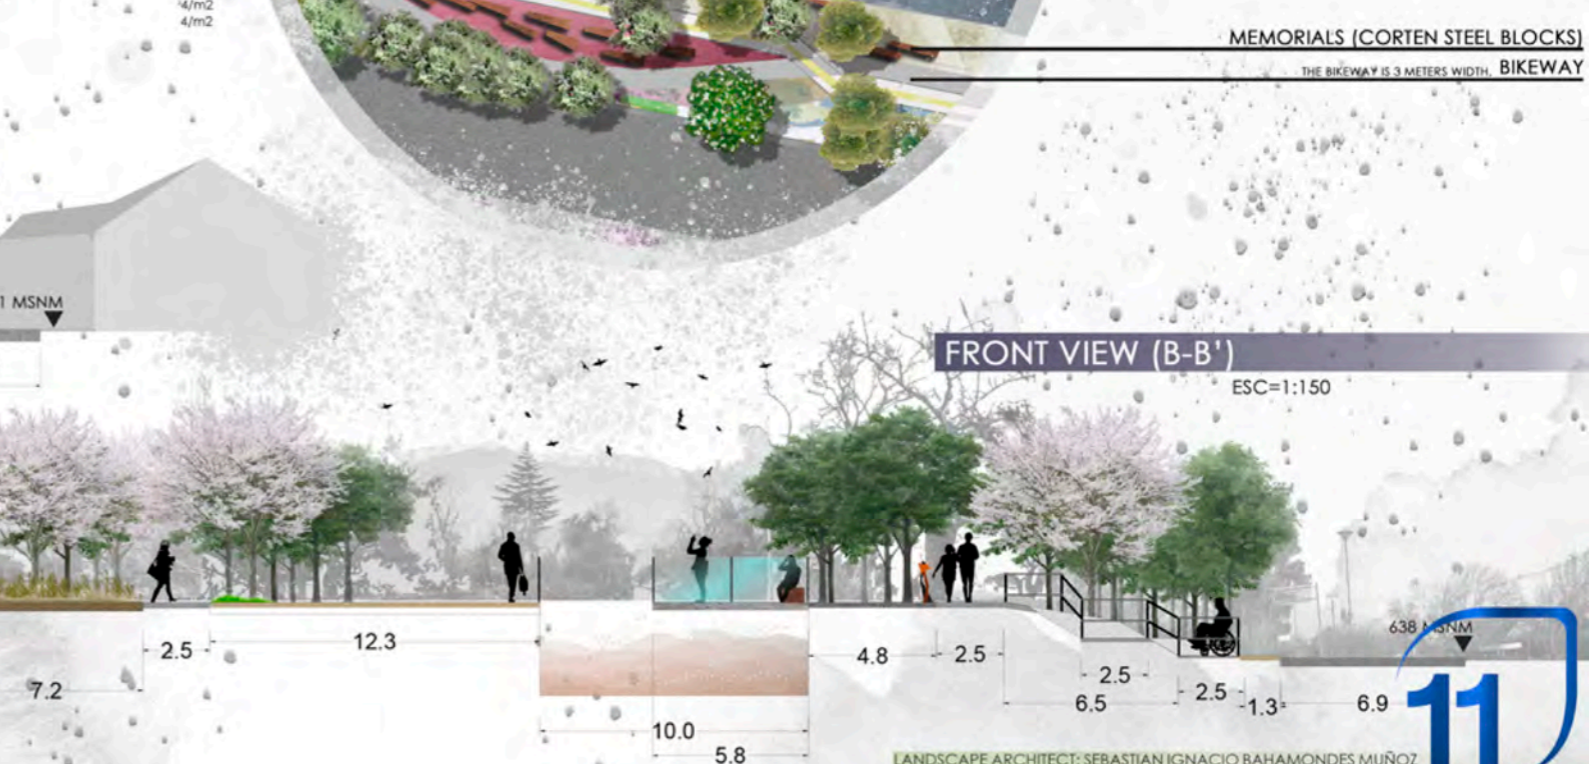 4/m2
4/m2
MEMORIALS (CORTEN STEEL BLOCKS)
THE BIKEWAY IS 3 METERS WIDTH. BIKEWAY
1 MSNM
FRONT VIEW (B-B')
ESC=1:150
638 MSNM
2.5
12.3
4.8
2.5
7.2
2.5
6.5
2.5
1.3
6.9
10.0
5.8
11
LANDSCAPE ARCHITECT: SEBASTIAN IGNACIO BAHAMONDES MUÑOZ